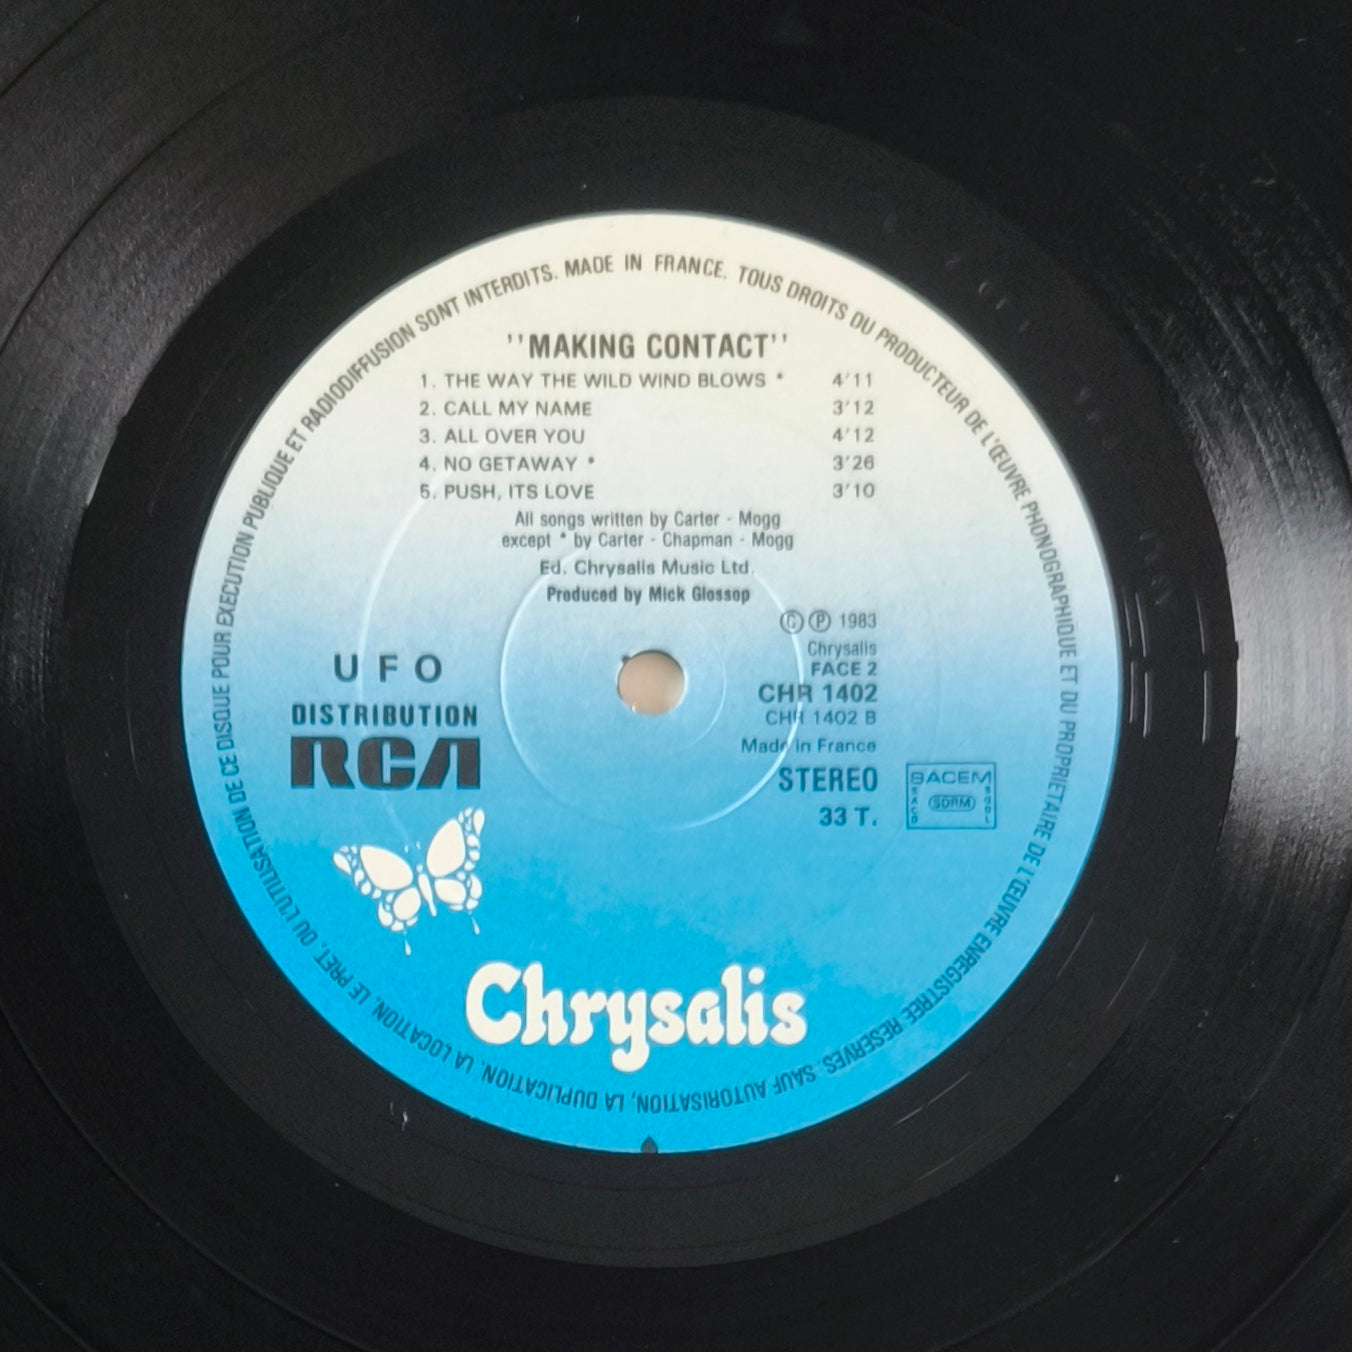 MADE IN FRANCE. TOUS DROITS DU PRODUCTEUR DE L'ŒUVRE PHONOGRAPHIQUE ET DU PROPRIETAIRE DE L'ŒUVRE ENREGISTREE RESERVES. SAUF AUTORISATION, LA DUPLICATION, LA LOCATION, LE PRET, OU L'UTILISATION DE CE DISQUE POUR EXECUTION PUBLIQUE ET RADIODIFFUSION SONT INTERDITS.
''MAKING CONTACT''
1. THE WAY THE WILD WIND BLOWS * 4'11
2. CALL MY NAME 3'12
3. ALL OVER YOU 4'12
4. NO GETAWAY * 3'26
5. PUSH, ITS LOVE 3'10
All songs written by Carter - Mogg
except * by Carter - Chapman - Mogg
Ed. Chrysalis Music Ltd.
Produced by Mick Glossop
© ℗ 1983
Chrysalis
FACE 2
CHR 1402
CHR 1402 B
Made in France
STEREO
33 T.
UFO
DISTRIBUTION
RCA
SACEM
SDRM
SACD
SGDL
Chrysalis